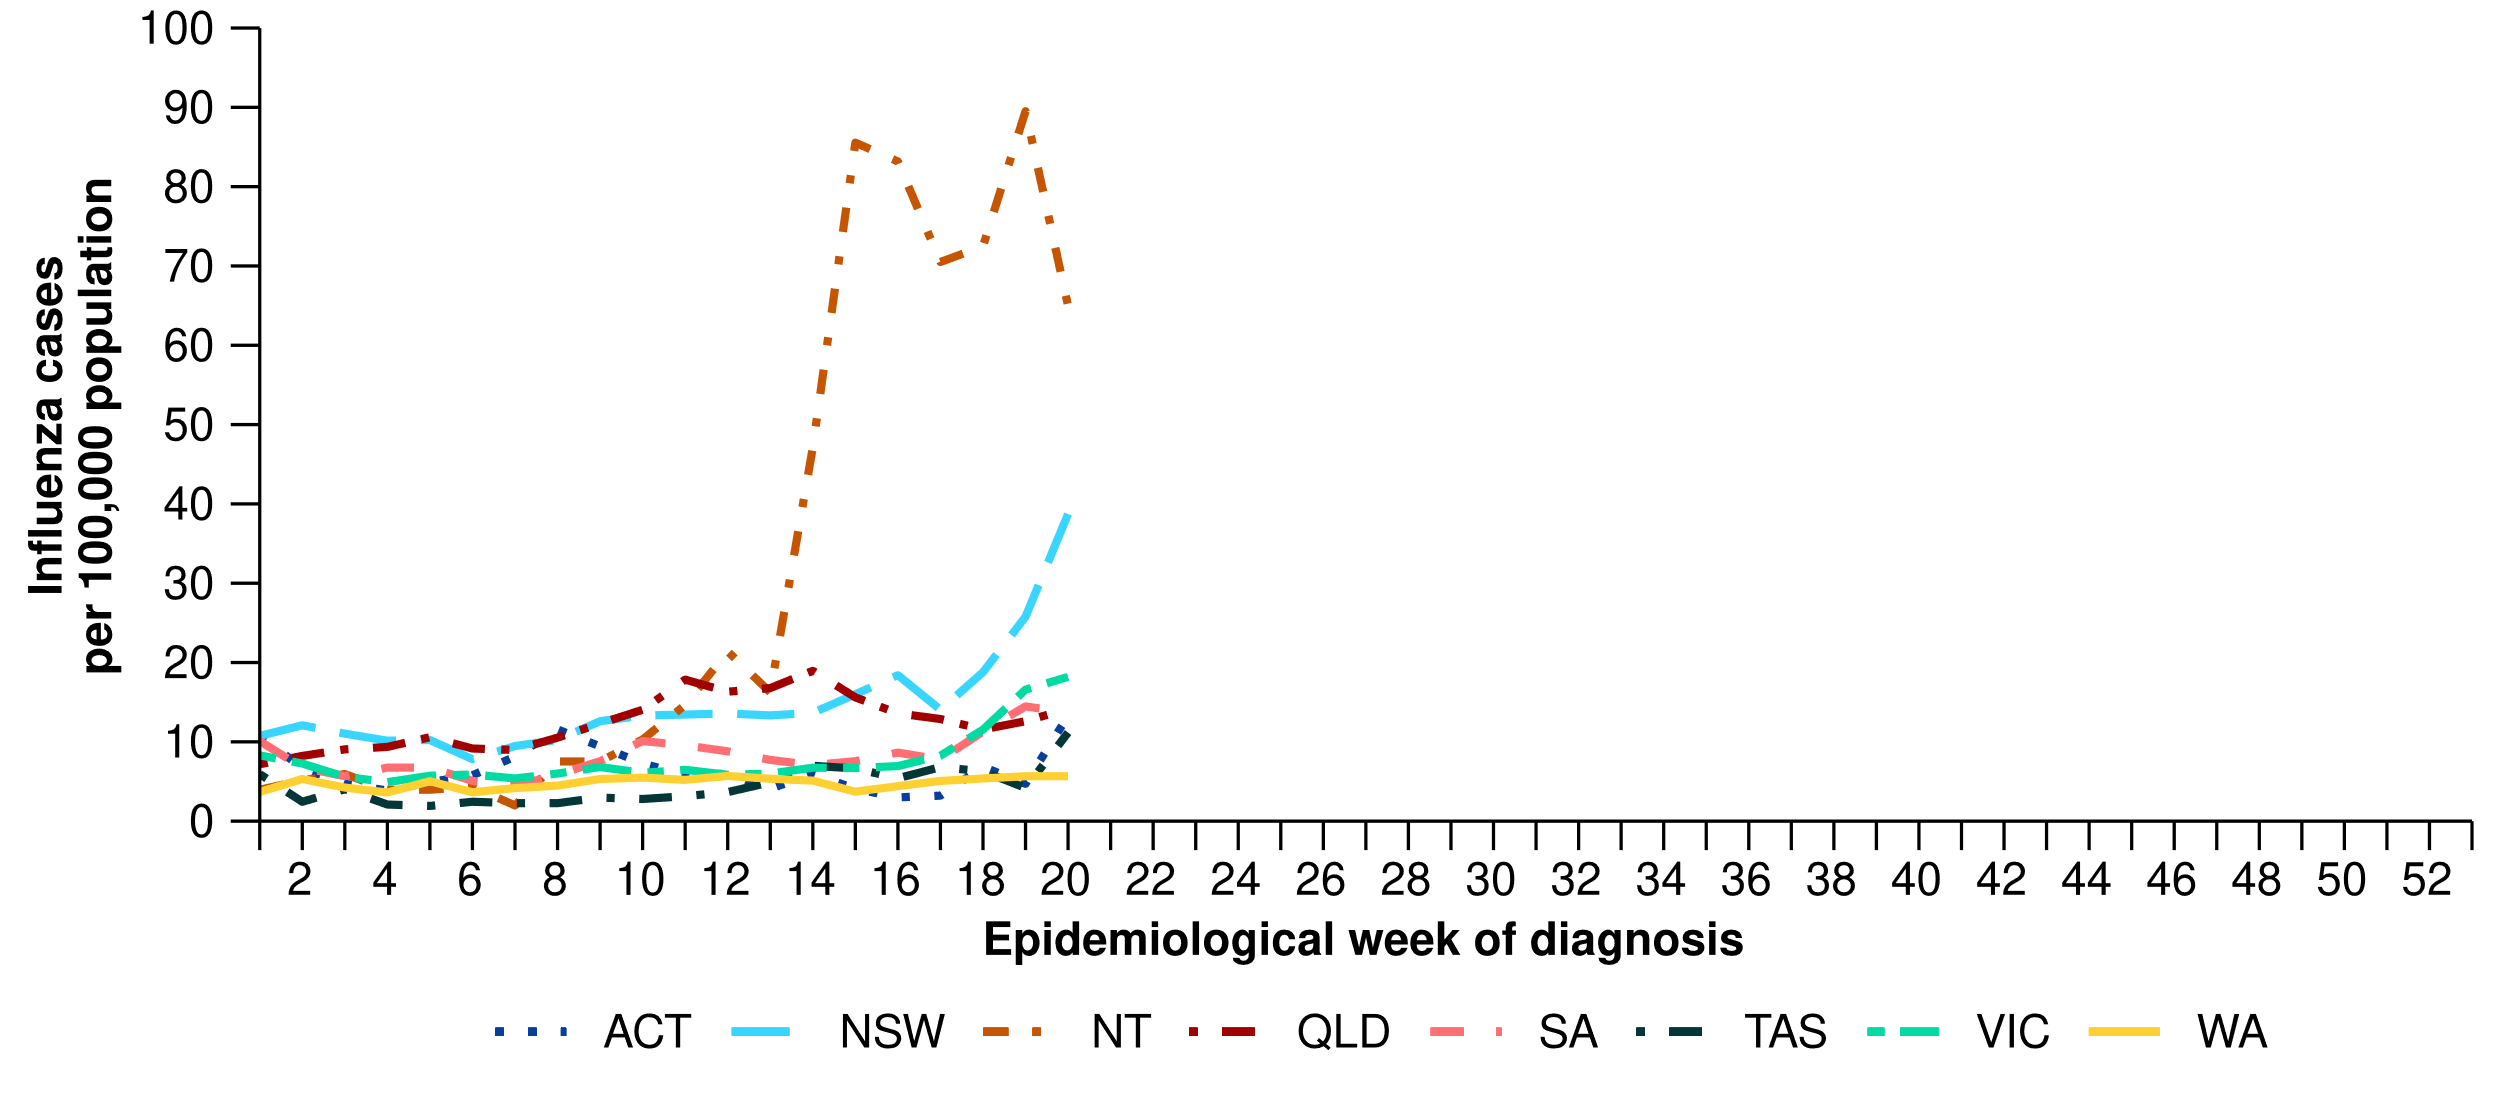 Influenza cases
per 100,000 population
100
90
80
70
60
50
40
30
20
10
0
2 4 6 8 10 12 14 16 18 20 22 24 26 28 30 32 34 36 38 40 42 44 46 48 50 52
Epidemiological week of diagnosis
ACT NSW NT QLD SA TAS VIC WA